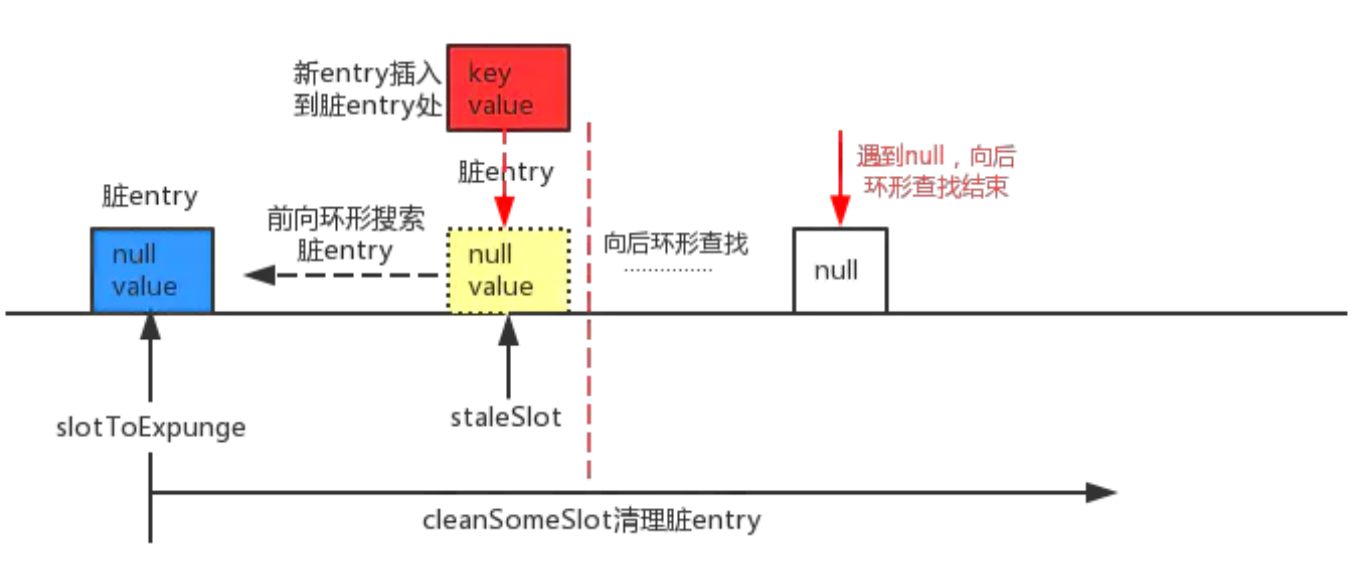 新entry插入
到脏entry处
key
value
脏entry
遇到null，向后
环形查找结束
脏entry
前向环形搜索
脏entry
null
value
null
value
向后环形查找
...............
null
slotToExpunge
staleSlot
cleanSomeSlot清理脏entry